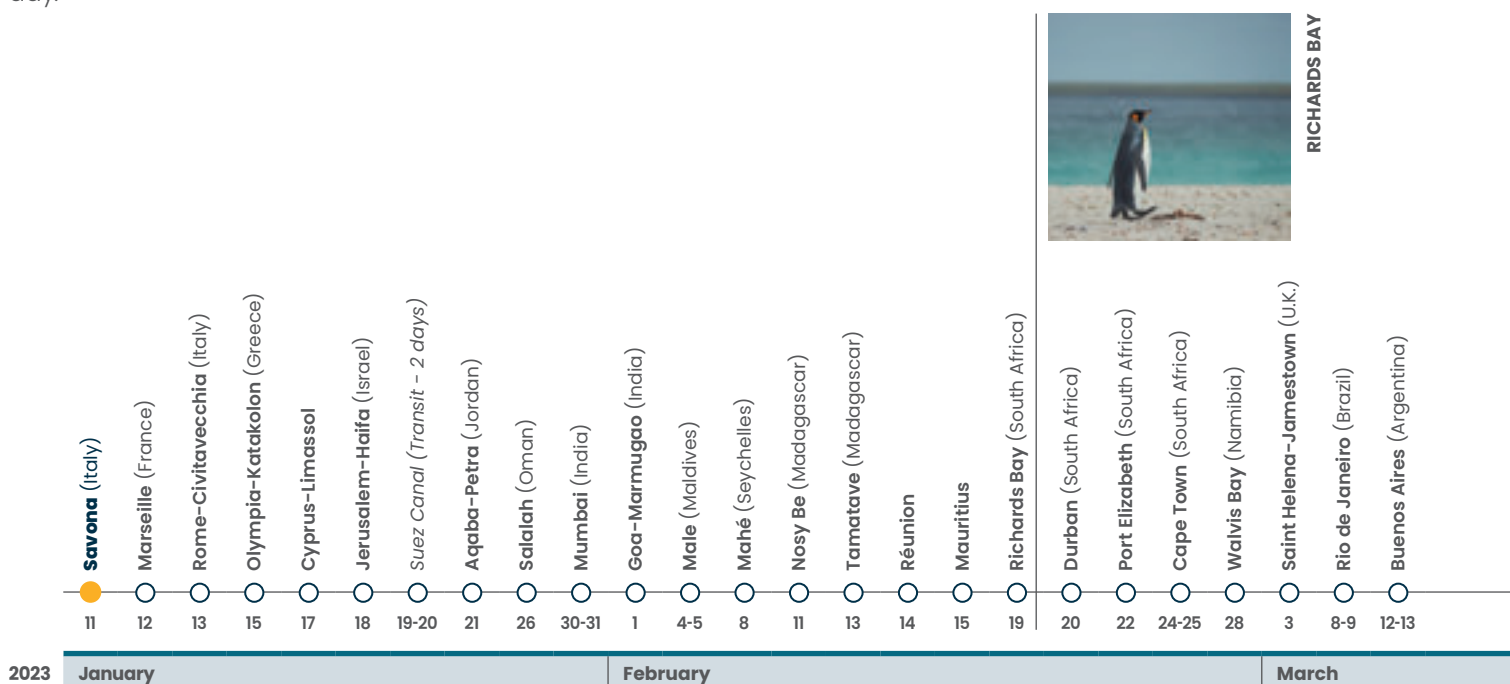 day.
RICHARDS BAY
Savona (Italy)
Marseille (France)
Rome-Civitavecchia (Italy)
Olympia-Katakolon (Greece)
Cyprus-Limassol
Jerusalem-Haifa (Israel)
Suez Canal (Transit - 2 days)
Aqaba-Petra (Jordan)
Salalah (Oman)
Mumbai (India)
Goa-Marmugao (India)
Male (Maldives)
Mahé (Seychelles)
Nosy Be (Madagascar)
Tamatave (Madagascar)
Réunion
Mauritius
Richards Bay (South Africa)
Durban (South Africa)
Port Elizabeth (South Africa)
Cape Town (South Africa)
Walvis Bay (Namibia)
Saint Helena-Jamestown (U.K.)
Rio de Janeiro (Brazil)
Buenos Aires (Argentina)
11 12 13 15 17 18 19-20 21 26 30-31 1 4-5 8 11 13 14 15 19 20 22 24-25 28 3 8-9 12-13
2023 January February March